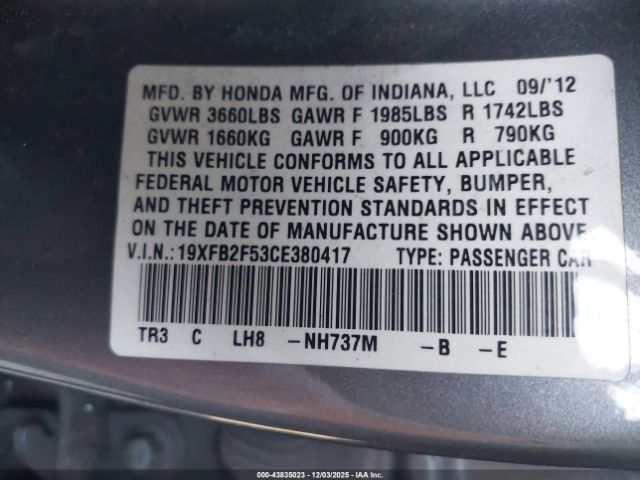 MFD. BY HONDA MFG. OF INDIANA, LLC 09/'12
GVWR 3660LBS GAWR F 1985LBS R 1742LBS
GVWR 1660KG GAWR F 900KG R 790KG
THIS VEHICLE CONFORMS TO ALL APPLICABLE
FEDERAL MOTOR VEHICLE SAFETY, BUMPER,
AND THEFT PREVENTION STANDARDS IN EFFECT
ON THE DATE OF MANUFACTURE SHOWN ABOVE.
V.I.N.:19XFB2F53CE380417 TYPE: PASSENGER CAR
TR3 C LH8 -NH737M -B -E
000-43835023 - 12/03/2025 - IAAI.com